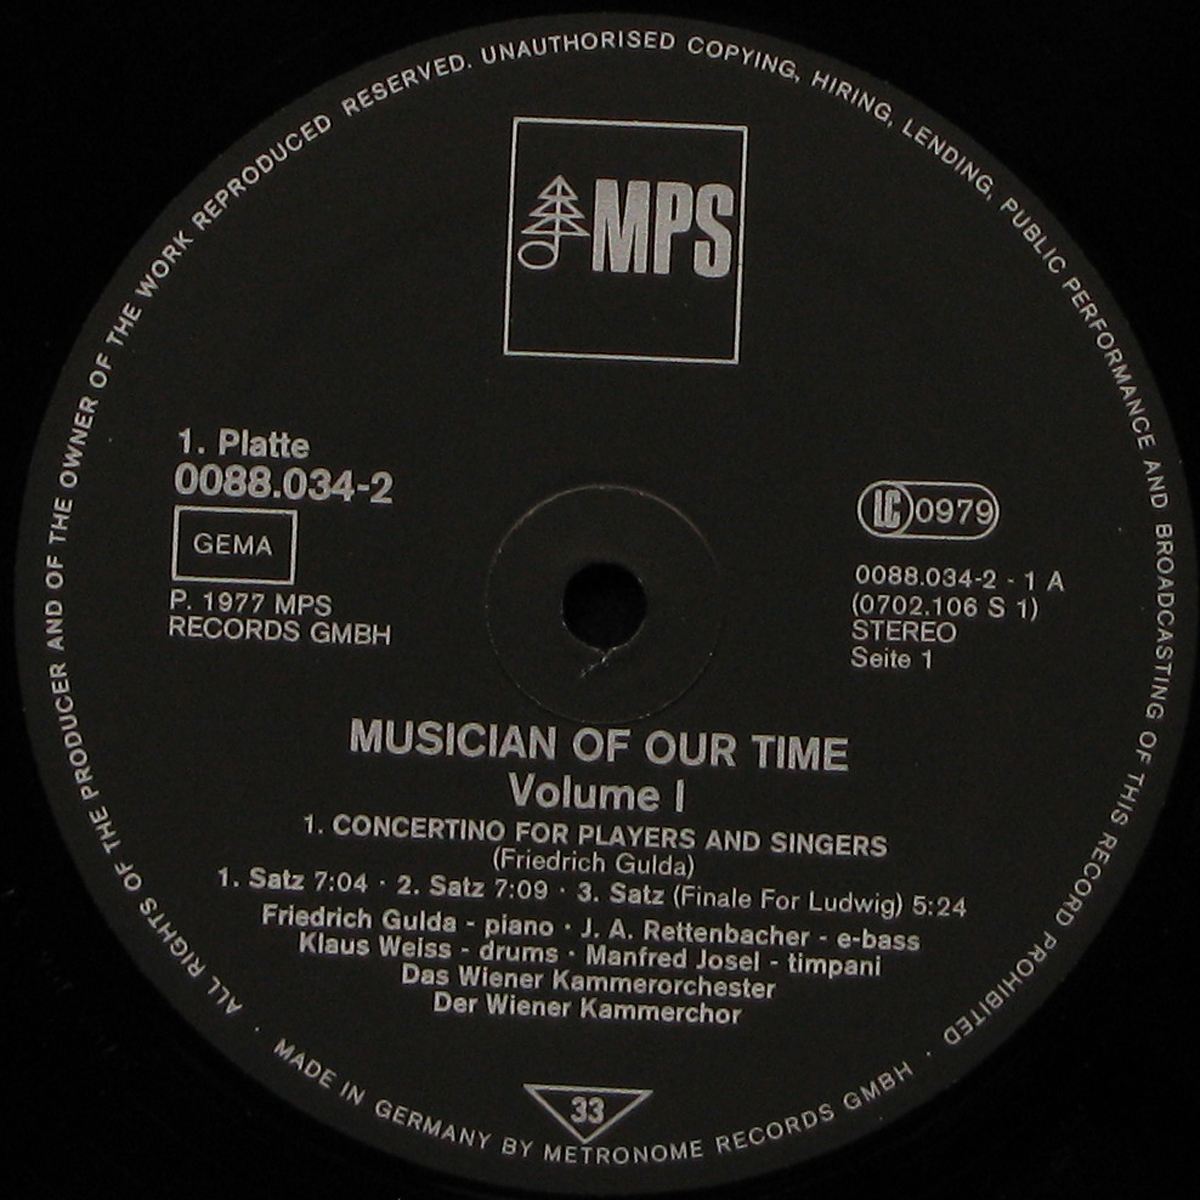 ALL RIGHTS OF THE PRODUCER AND OF THE OWNER OF THE WORK REPRODUCED RESERVED. UNAUTHORISED COPYING, HIRING, LENDING, PUBLIC PERFORMANCE AND BROADCASTING OF THIS RECORD PROHIBITED ·
MPS
1. Platte
0088.034-2
GEMA
P. 1977 MPS
RECORDS GMBH
LC 0979
0088.034-2 - 1 A
(0702.106 S 1)
STEREO
Seite 1
MUSICIAN OF OUR TIME
Volume I
1. CONCERTINO FOR PLAYERS AND SINGERS
(Friedrich Gulda)
1. Satz 7:04 · 2. Satz 7:09 · 3. Satz (Finale For Ludwig) 5:24
Friedrich Gulda - piano · J. A. Rettenbacher - e-bass
Klaus Weiss - drums · Manfred Josel - timpani
Das Wiener Kammerorchester
Der Wiener Kammerchor
33
MADE IN GERMANY BY METRONOME RECORDS GMBH ·